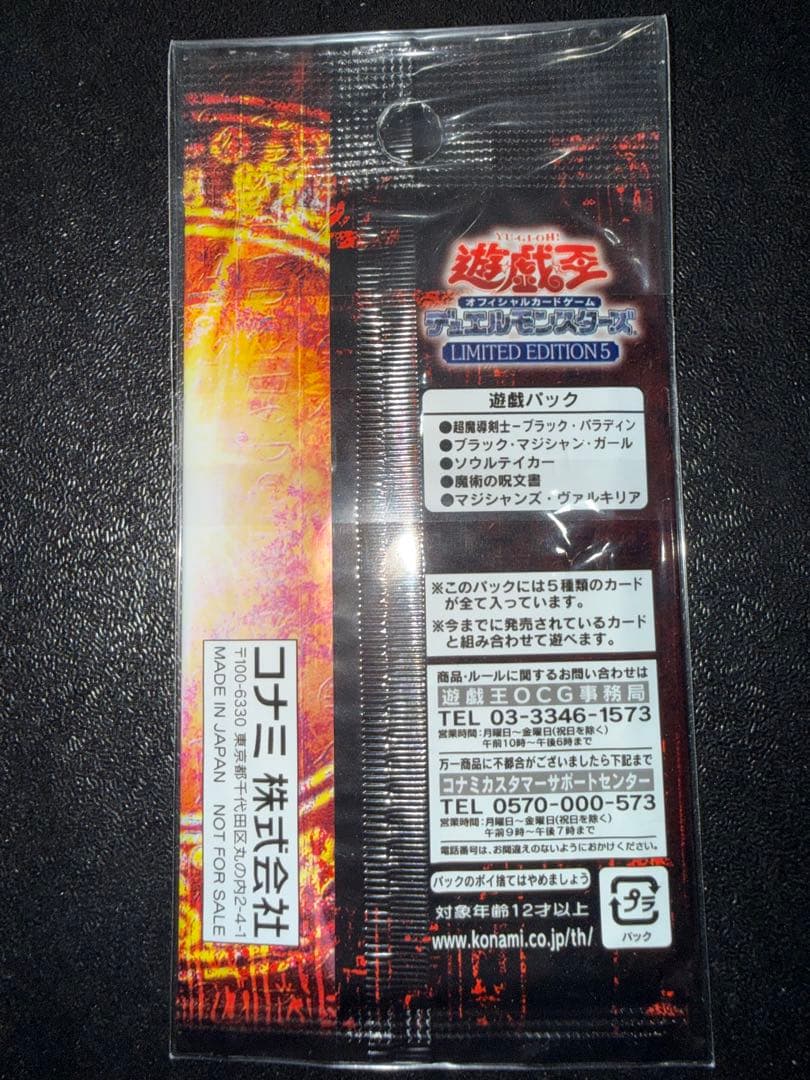 YU-GI-OH!
遊戯王
オフィシャルカードゲーム
デュエルモンスターズ
LIMITED EDITION 5
遊戯パック
●超魔導剣士－ブラック・パラディン
●ブラック・マジシャン・ガール
●ソウルテイカー
●魔術の呪文書
●マジシャンズ・ヴァルキリア
※このパックには5種類のカード
が全て入っています。
※今までに発売されているカード
と組み合わせて遊べます。
商品・ルールに関するお問い合わせは
遊戯王OCG事務局
TEL 03-3346-1573
営業時間：月曜日～金曜日(祝日を除く)
午前10時～午後6時まで
万一商品に不都合がございましたら下記まで
コナミカスタマーサポートセンター
TEL 0570-000-573
営業時間：月曜日～金曜日(祝日を除く)
午前9時～午後7時まで
電話番号は、お間違えのないようにおかけください。
パックのポイ捨てはやめましょう
対象年齢12才以上
www.konami.co.jp/th/
プラ
パック
コナミ 株式会社
〒100-6330 東京都千代田区丸の内2-4-1
MADE IN JAPAN NOT FOR SALE